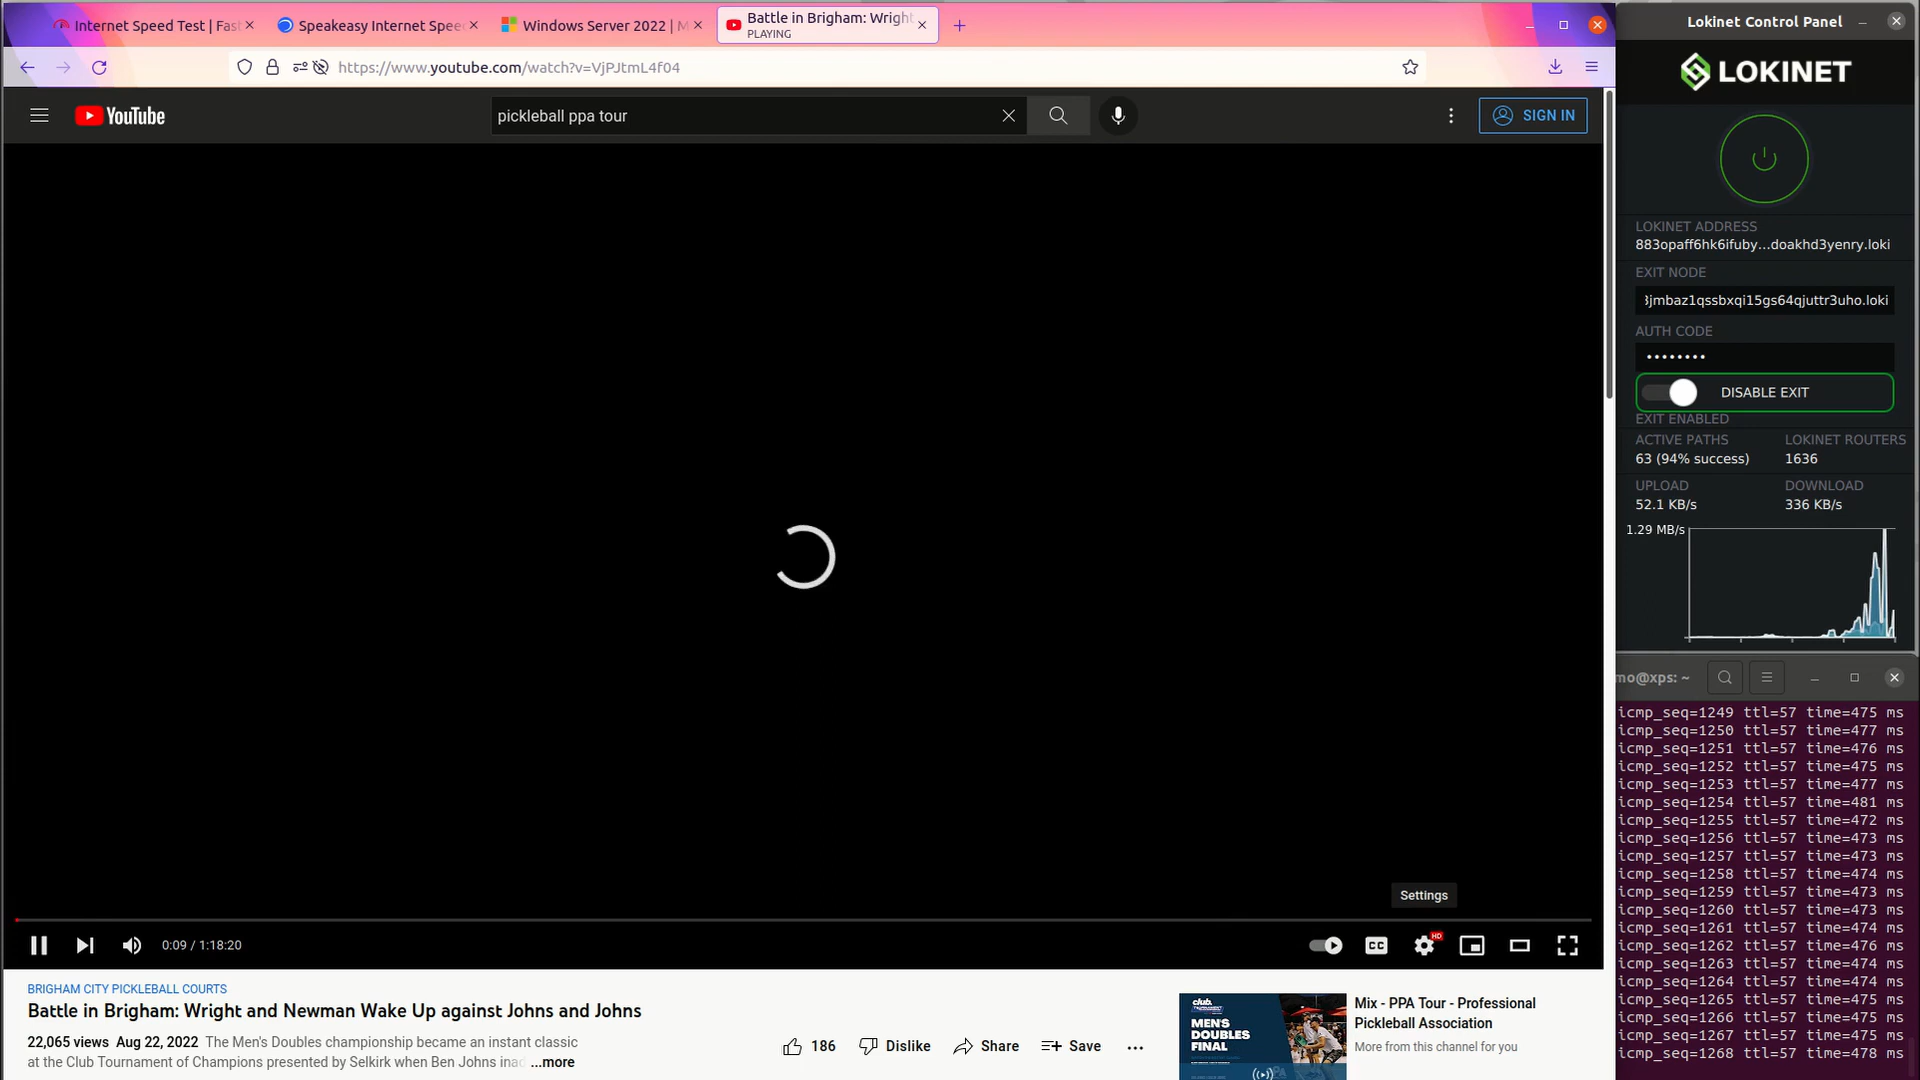 Internet Speed Test | Fas
Speakeasy Internet Spee
Windows Server 2022 | M
Battle in Brigham: Wright
PLAYING
https://www.youtube.com/watch?v=VjPJtmL4f04
YouTube
pickleball ppa tour
SIGN IN
Settings
0:09 / 1:18:20
CC
HD
BRIGHAM CITY PICKLEBALL COURTS
Battle in Brigham: Wright and Newman Wake Up against Johns and Johns
22,065 views Aug 22, 2022 The Men's Doubles championship became an instant classic
at the Club Tournament of Champions presented by Selkirk when Ben Johns inad ...more
186
Dislike
Share
Save
club.
MEN'S
DOUBLES
FINAL
Mix - PPA Tour - Professional
Pickleball Association
More from this channel for you
Lokinet Control Panel
LOKINET
LOKINET ADDRESS
883opaff6hk6ifuby...doakhd3yenry.loki
EXIT NODE
3jmbaz1qssbxqi15gs64qjuttr3uho.loki
AUTH CODE
DISABLE EXIT
EXIT ENABLED
ACTIVE PATHS
63 (94% success)
LOKINET ROUTERS
1636
UPLOAD
52.1 KB/s
DOWNLOAD
336 KB/s
1.29 MB/s
mo@xps: ~
icmp_seq=1249 ttl=57 time=475 ms
icmp_seq=1250 ttl=57 time=477 ms
icmp_seq=1251 ttl=57 time=476 ms
icmp_seq=1252 ttl=57 time=475 ms
icmp_seq=1253 ttl=57 time=477 ms
icmp_seq=1254 ttl=57 time=481 ms
icmp_seq=1255 ttl=57 time=472 ms
icmp_seq=1256 ttl=57 time=473 ms
icmp_seq=1257 ttl=57 time=473 ms
icmp_seq=1258 ttl=57 time=474 ms
icmp_seq=1259 ttl=57 time=473 ms
icmp_seq=1260 ttl=57 time=473 ms
icmp_seq=1261 ttl=57 time=474 ms
icmp_seq=1262 ttl=57 time=476 ms
icmp_seq=1263 ttl=57 time=474 ms
icmp_seq=1264 ttl=57 time=474 ms
icmp_seq=1265 ttl=57 time=475 ms
icmp_seq=1266 ttl=57 time=475 ms
icmp_seq=1267 ttl=57 time=475 ms
icmp_seq=1268 ttl=57 time=478 ms